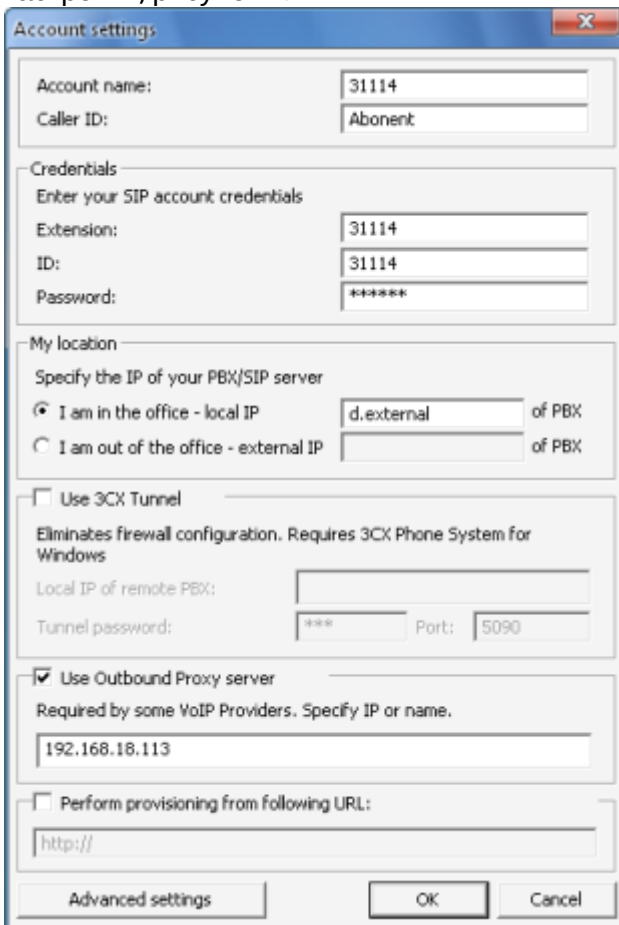 Account settings
Account name: 31114
Caller ID: Abonent
Credentials
Enter your SIP account credentials
Extension: 31114
ID: 31114
Password: ******
My location
Specify the IP of your PBX/SIP server
I am in the office - local IP d.external of PBX
I am out of the office - external IP of PBX
Use 3CX Tunnel
Eliminates firewall configuration. Requires 3CX Phone System for
Windows
Local IP of remote PBX:
Tunnel password: *** Port: 5090
Use Outbound Proxy server
Required by some VoIP Providers. Specify IP or name.
192.168.18.113
Perform provisioning from following URL:
http://
Advanced settings OK Cancel